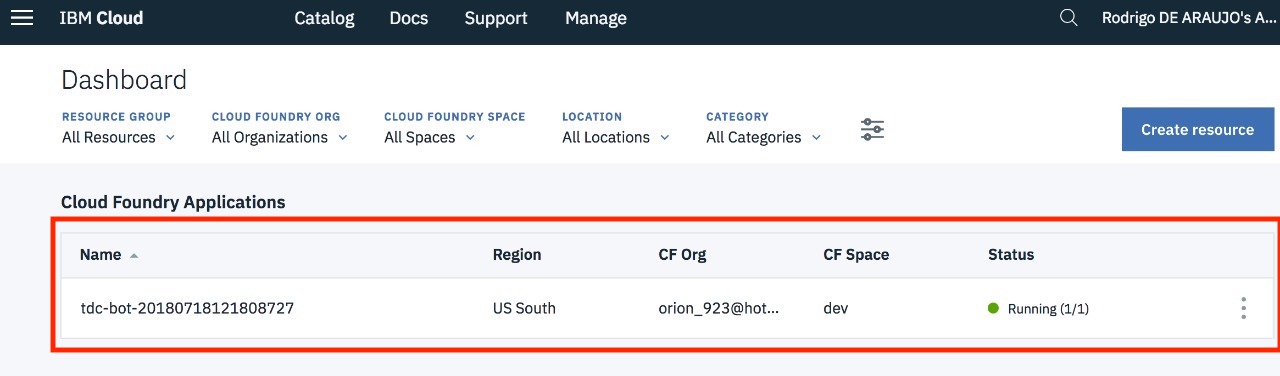 IBM Cloud Catalog Docs Support Manage Rodrigo DE ARAUJO's A...
Dashboard
RESOURCE GROUP CLOUD FOUNDRY ORG CLOUD FOUNDRY SPACE LOCATION CATEGORY
All Resources All Organizations All Spaces All Locations All Categories
Create resource
Cloud Foundry Applications
Name Region CF Org CF Space Status
tdc-bot-20180718121808727 US South orion_923@hot... dev Running (1/1)